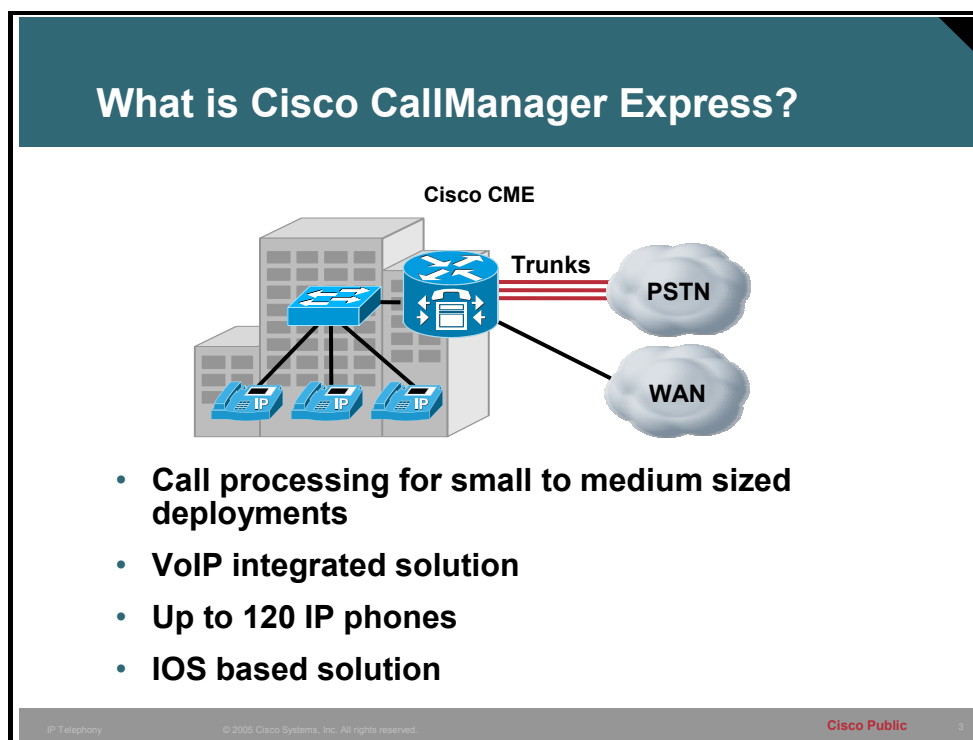 What is Cisco CallManager Express?
Cisco CME
Trunks
PSTN
WAN
IP IP IP
• Call processing for small to medium sized
deployments
• VoIP integrated solution
• Up to 120 IP phones
• IOS based solution
IP Telephony © 2005 Cisco Systems, Inc. All rights reserved. Cisco Public 3